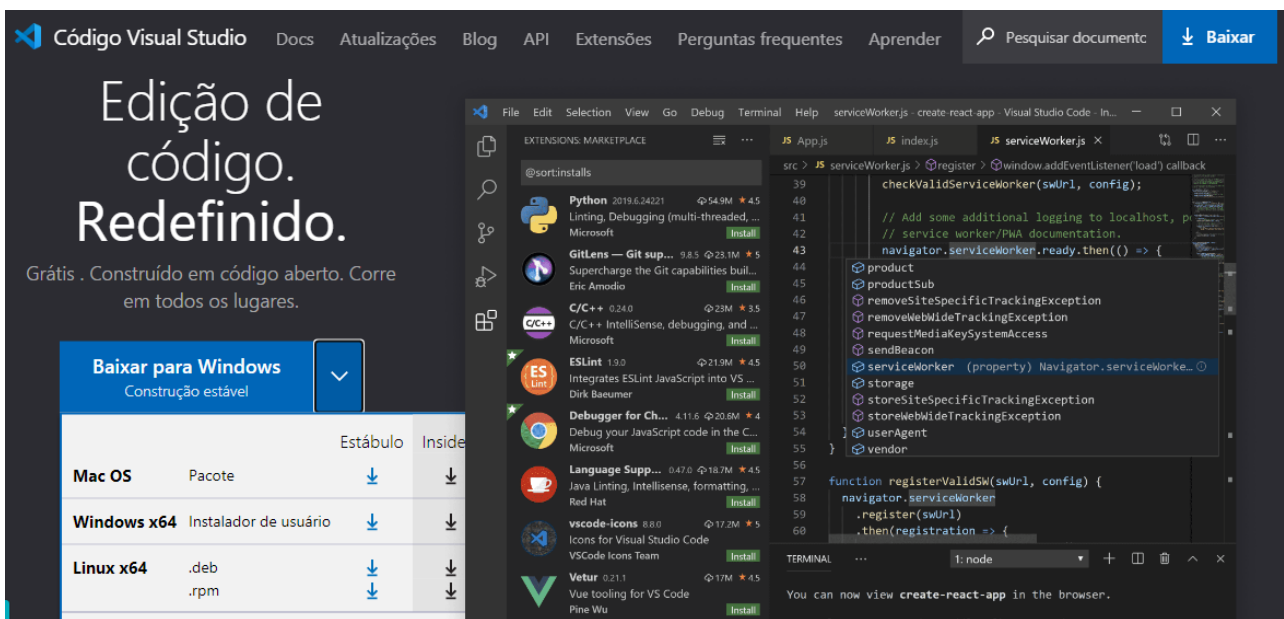 Código Visual Studio Docs Atualizações Blog API Extensões Perguntas frequentes Aprender Pesquisar documentc Baixar
Edição de
código.
Redefinido.
Grátis . Construído em código aberto. Corre
em todos os lugares.
Baixar para Windows
Construção estável
Estábulo Inside
Mac OS Pacote
Windows x64 Instalador de usuário
Linux x64 .deb
.rpm
File Edit Selection View Go Debug Terminal Help serviceWorker.js - create-react-app - Visual Studio Code - In...
EXTENSIONS: MARKETPLACE
@sort:installs
Python 2019.6.24221 54.9M ★ 4.5
Linting, Debugging (multi-threaded, ...
Microsoft Install
GitLens — Git sup... 9.8.5 23.1M ★ 5
Supercharge the Git capabilities buil...
Eric Amodio Install
C/C++
C/C++ 0.24.0 23M ★ 3.5
C/C++ IntelliSense, debugging, and ...
Microsoft Install
ES
Lint
ESLint 1.9.0 21.9M ★ 4.5
Integrates ESLint JavaScript into VS ...
Dirk Baeumer Install
Debugger for Ch... 4.11.6 20.6M ★ 4
Debug your JavaScript code in the C...
Microsoft Install
Language Supp... 0.47.0 18.7M ★ 4.5
Java Linting, Intellisense, formatting, ...
Red Hat Install
vscode-icons 8.8.0 17.2M ★ 5
Icons for Visual Studio Code
VSCode Icons Team Install
Vetur 0.21.1 17M ★ 4.5
Vue tooling for VS Code
Pine Wu Install
JS App.js JS index.js JS serviceWorker.js ×
src > JS serviceWorker.js > register > window.addEventListener('load') callback
39 checkValidServiceWorker(swUrl, config);
40
41 // Add some additional logging to localhost, p
42 // service worker/PWA documentation.
43 navigator.serviceWorker.ready.then(() => {
44 product
45 productSub
46 removeSiteSpecificTrackingException
47 removeWebWideTrackingException
48 requestMediaKeySystemAccess
49 sendBeacon
50 serviceWorker (property) Navigator.serviceWorke...
51 storage
52 storeSiteSpecificTrackingException
53 storeWebWideTrackingException
54 } userAgent
55 } vendor
56
57 function registerValidSW(swUrl, config) {
58 navigator.serviceWorker
59 .register(swUrl)
60 .then(registration => {
TERMINAL ... 1: node
You can now view create-react-app in the browser.